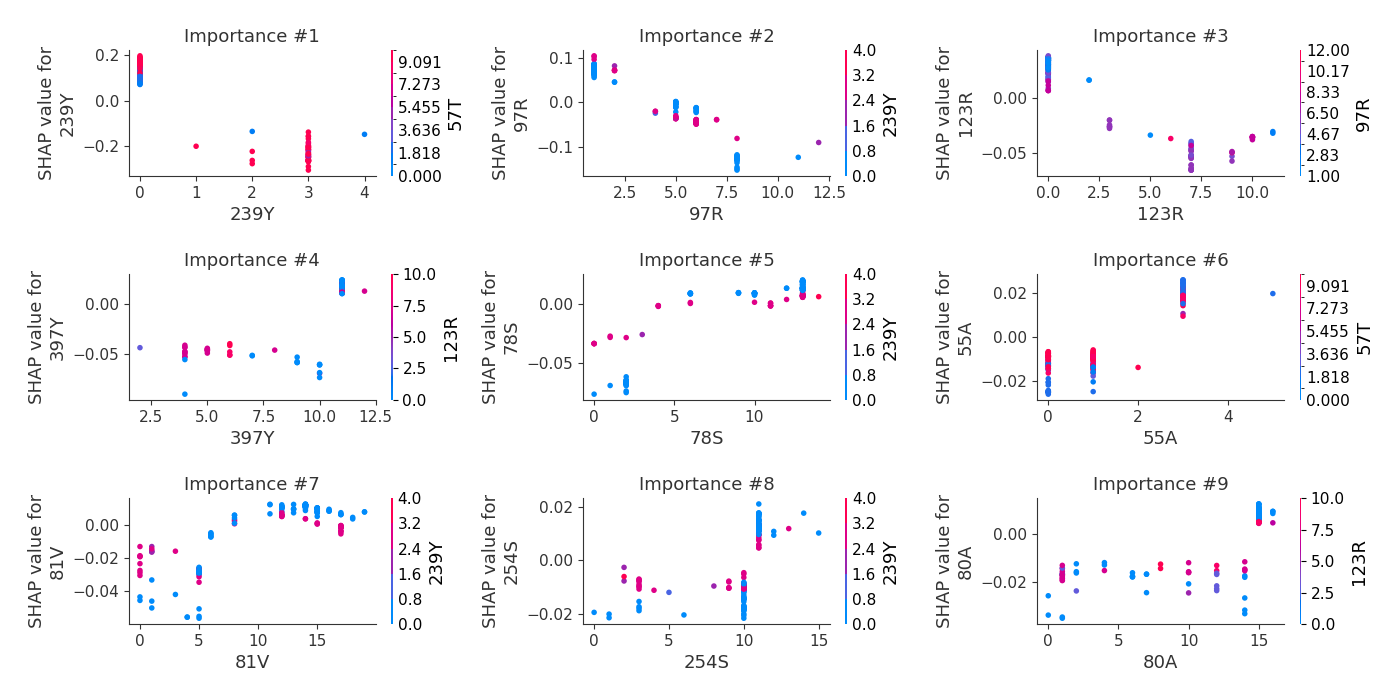 Importance #1
SHAP value for
239Y
0.2
0.0
−0.2
0
1
2
3
4
239Y
9.091
7.273
5.455
3.636
1.818
0.000
57T
Importance #2
SHAP value for
97R
0.1
0.0
−0.1
2.5
5.0
7.5
10.0
12.5
97R
4.0
3.2
2.4
1.6
0.8
0.0
239Y
Importance #3
SHAP value for
123R
0.00
−0.05
0.0
2.5
5.0
7.5
10.0
123R
12.00
10.17
8.33
6.50
4.67
2.83
1.00
97R
Importance #4
SHAP value for
397Y
0.00
−0.05
2.5
5.0
7.5
10.0
12.5
397Y
10.0
7.5
5.0
2.5
0.0
123R
Importance #5
SHAP value for
78S
0.00
−0.05
0
5
10
78S
4.0
3.2
2.4
1.6
0.8
0.0
239Y
Importance #6
SHAP value for
55A
0.02
0.00
−0.02
0
2
4
55A
9.091
7.273
5.455
3.636
1.818
0.000
57T
Importance #7
SHAP value for
81V
0.00
−0.02
−0.04
0
5
10
15
81V
4.0
3.2
2.4
1.6
0.8
0.0
239Y
Importance #8
SHAP value for
254S
0.02
0.00
−0.02
0
5
10
15
254S
4.0
3.2
2.4
1.6
0.8
0.0
239Y
Importance #9
SHAP value for
80A
0.00
−0.02
0
5
10
15
80A
10.0
7.5
5.0
2.5
0.0
123R